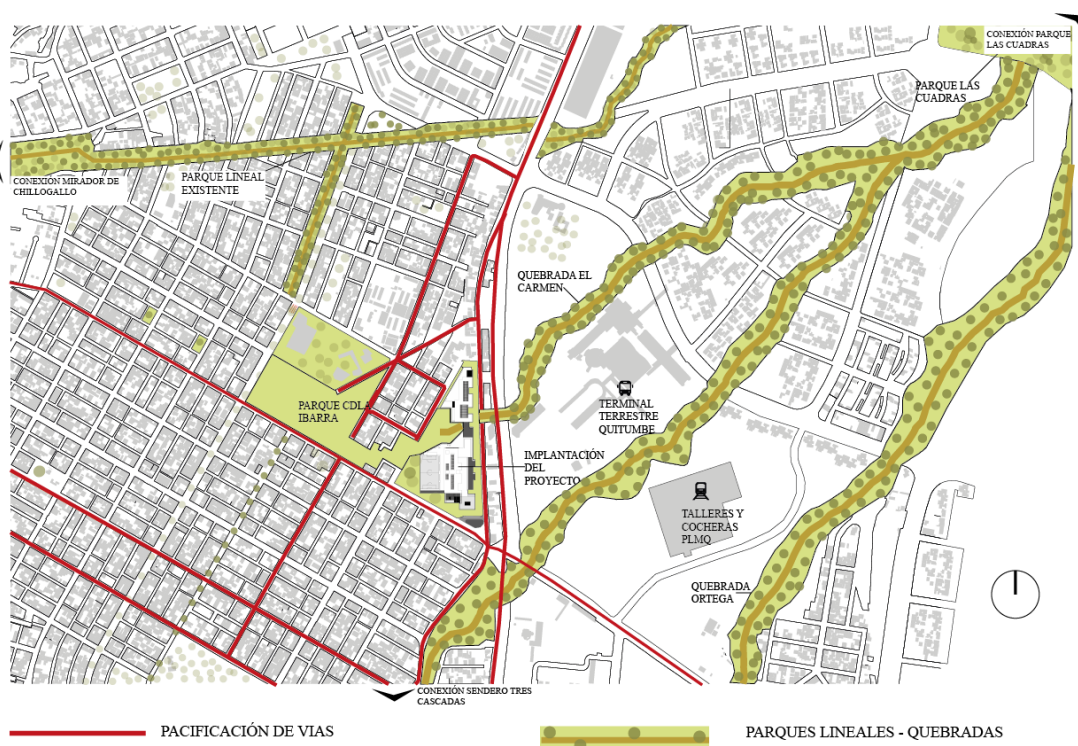 CONEXIÓN PARQUE
LAS CUADRAS
PARQUE LAS
CUADRAS
CONEXIÓN MIRADOR DE
CHILLOGALLO
PARQUE LINEAL
EXISTENTE
QUEBRADA EL
CARMEN
PARQUE CDLA
IBARRA
TERMINAL
TERRESTRE
QUITUMBE
IMPLANTACIÓN
DEL
PROYECTO
TALLERES Y
COCHERAS
PLMQ
QUEBRADA
ORTEGA
CONEXIÓN SENDERO TRES
CASCADAS
PACIFICACIÓN DE VIAS
PARQUES LINEALES - QUEBRADAS